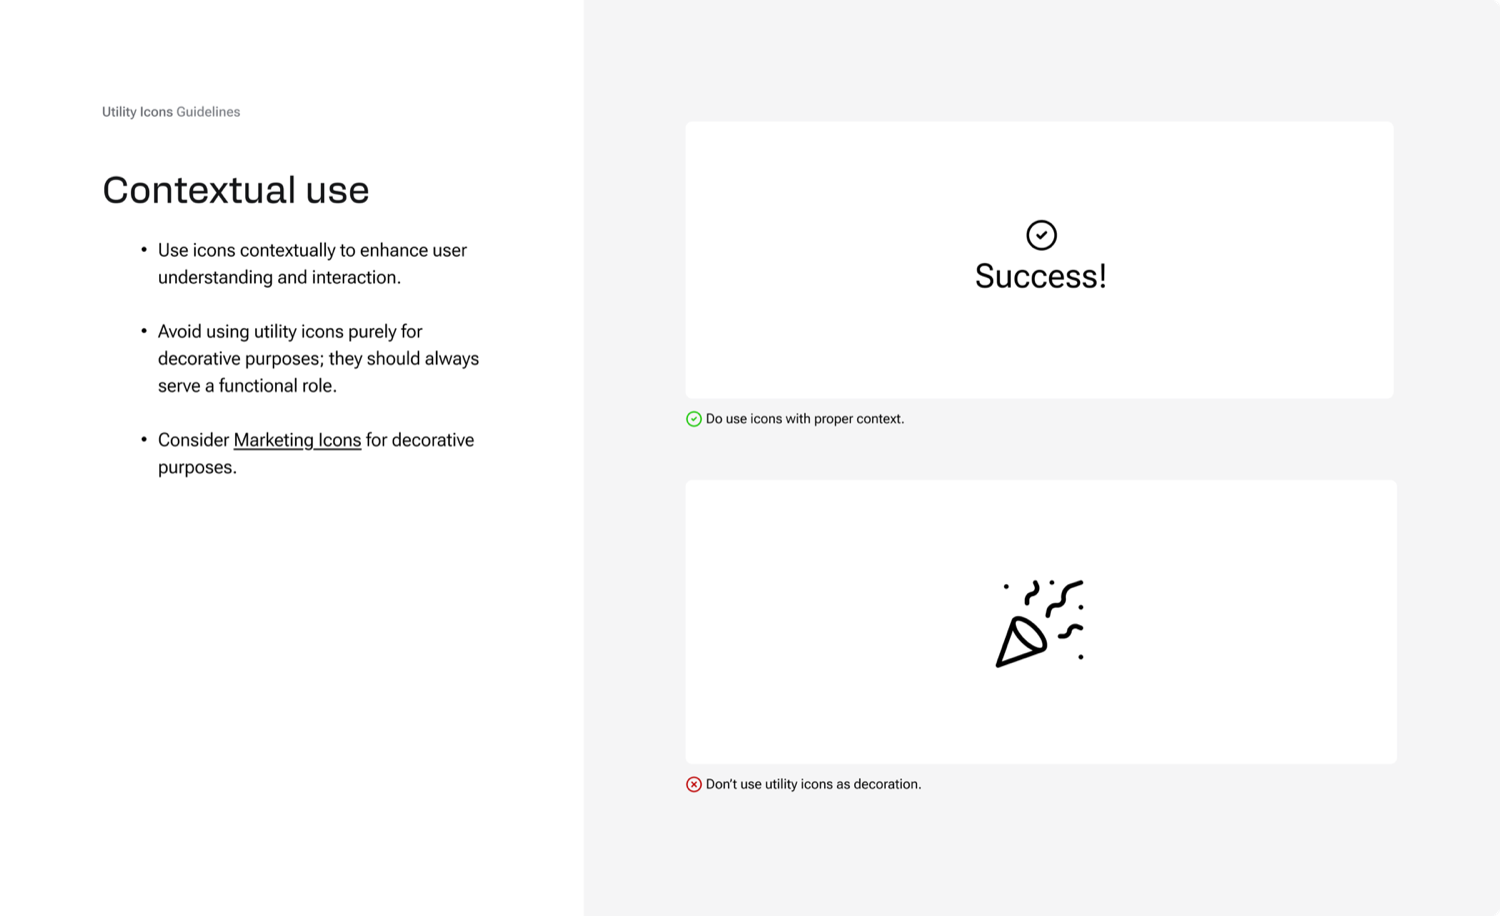 Utility Icons Guidelines
Contextual use
• Use icons contextually to enhance user
understanding and interaction.
• Avoid using utility icons purely for
decorative purposes; they should always
serve a functional role.
• Consider Marketing Icons for decorative
purposes.
Success!
Do use icons with proper context.
Don’t use utility icons as decoration.